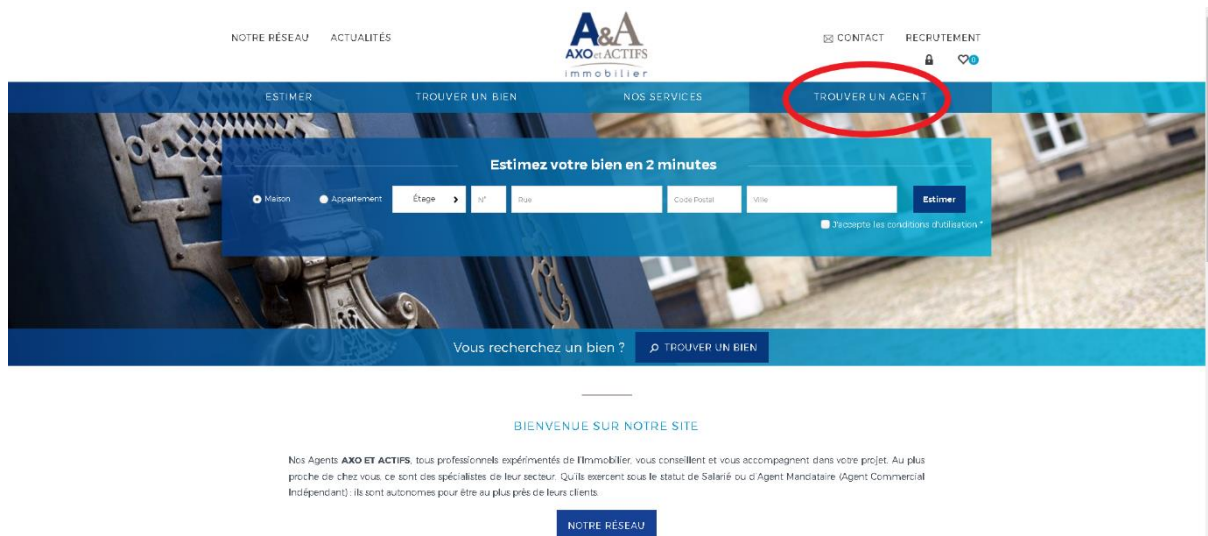 NOTRE RÉSEAU ACTUALITÉS
A&A
AXO et ACTIFS
immobilier
CONTACT RECRUTEMENT
0
ESTIMER TROUVER UN BIEN NOS SERVICES TROUVER UN AGENT
Estimez votre bien en 2 minutes
Maison Appartement Étage N° Rue Code Postal Ville Estimer
J'accepte les conditions d'utilisation *
Vous recherchez un bien ? TROUVER UN BIEN
BIENVENUE SUR NOTRE SITE
Nos Agents AXO ET ACTIFS, tous professionnels expérimentés de l'Immobilier, vous conseillent et vous accompagnent dans votre projet. Au plus
proche de chez vous, ce sont des spécialistes de leur secteur. Qu'ils exercent sous le statut de Salarié ou d'Agent Mandataire (Agent Commercial
Indépendant) ; ils sont autonomes pour être au plus près de leurs clients.
NOTRE RÉSEAU